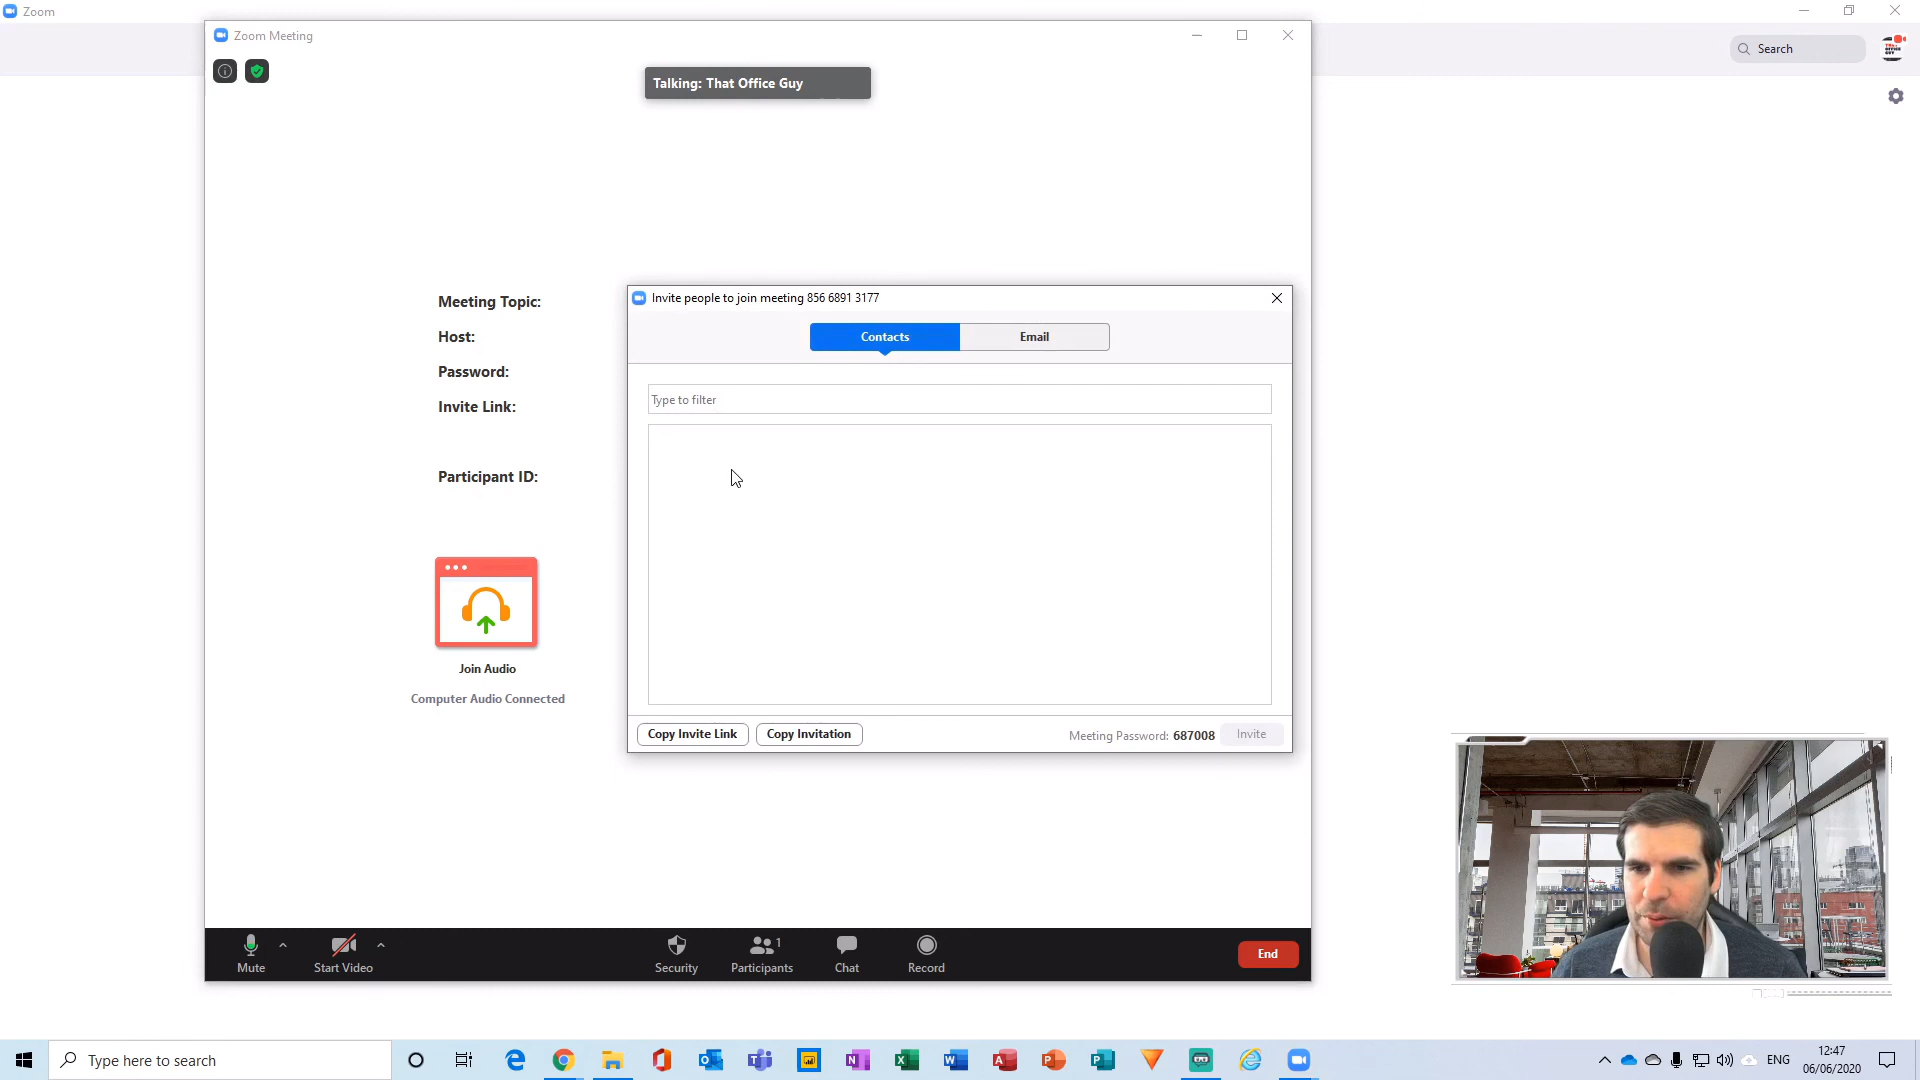 Zoom
Zoom Meeting
Search
Talking: That Office Guy
Meeting Topic:
Host:
Password:
Invite Link:
Participant ID:
Join Audio
Computer Audio Connected
Invite people to join meeting 856 6891 3177
Contacts
Email
Type to filter
Copy Invite Link
Copy Invitation
Meeting Password: 687008
Invite
Mute
Start Video
Security
Participants
1
Chat
Record
End
Type here to search
ENG
12:47
06/06/2020